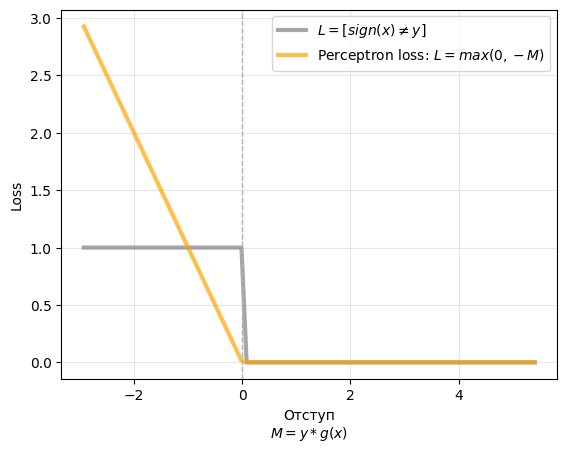 L = [sign(x) ≠ y]
Perceptron loss: L = max(0, −M)
3.0
2.5
2.0
1.5
1.0
0.5
0.0
Loss
−2
0
2
4
Отступ
M = y * g(x)